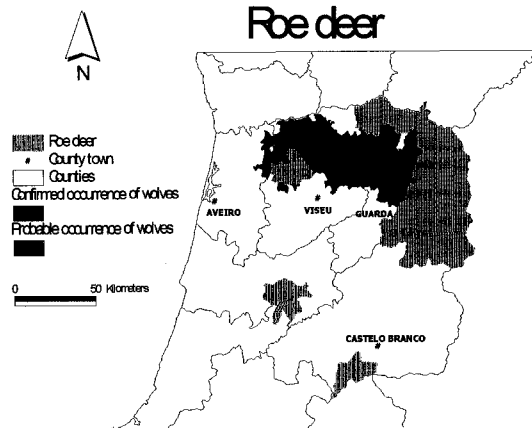 Roe deer
N
Roe deer
# County town
Counties
Confirmed occurrence of wolves
Probable occurrence of wolves
0 50 Kilometers
AVEIRO
VISEU
GUARDA
CASTELO BRANCO